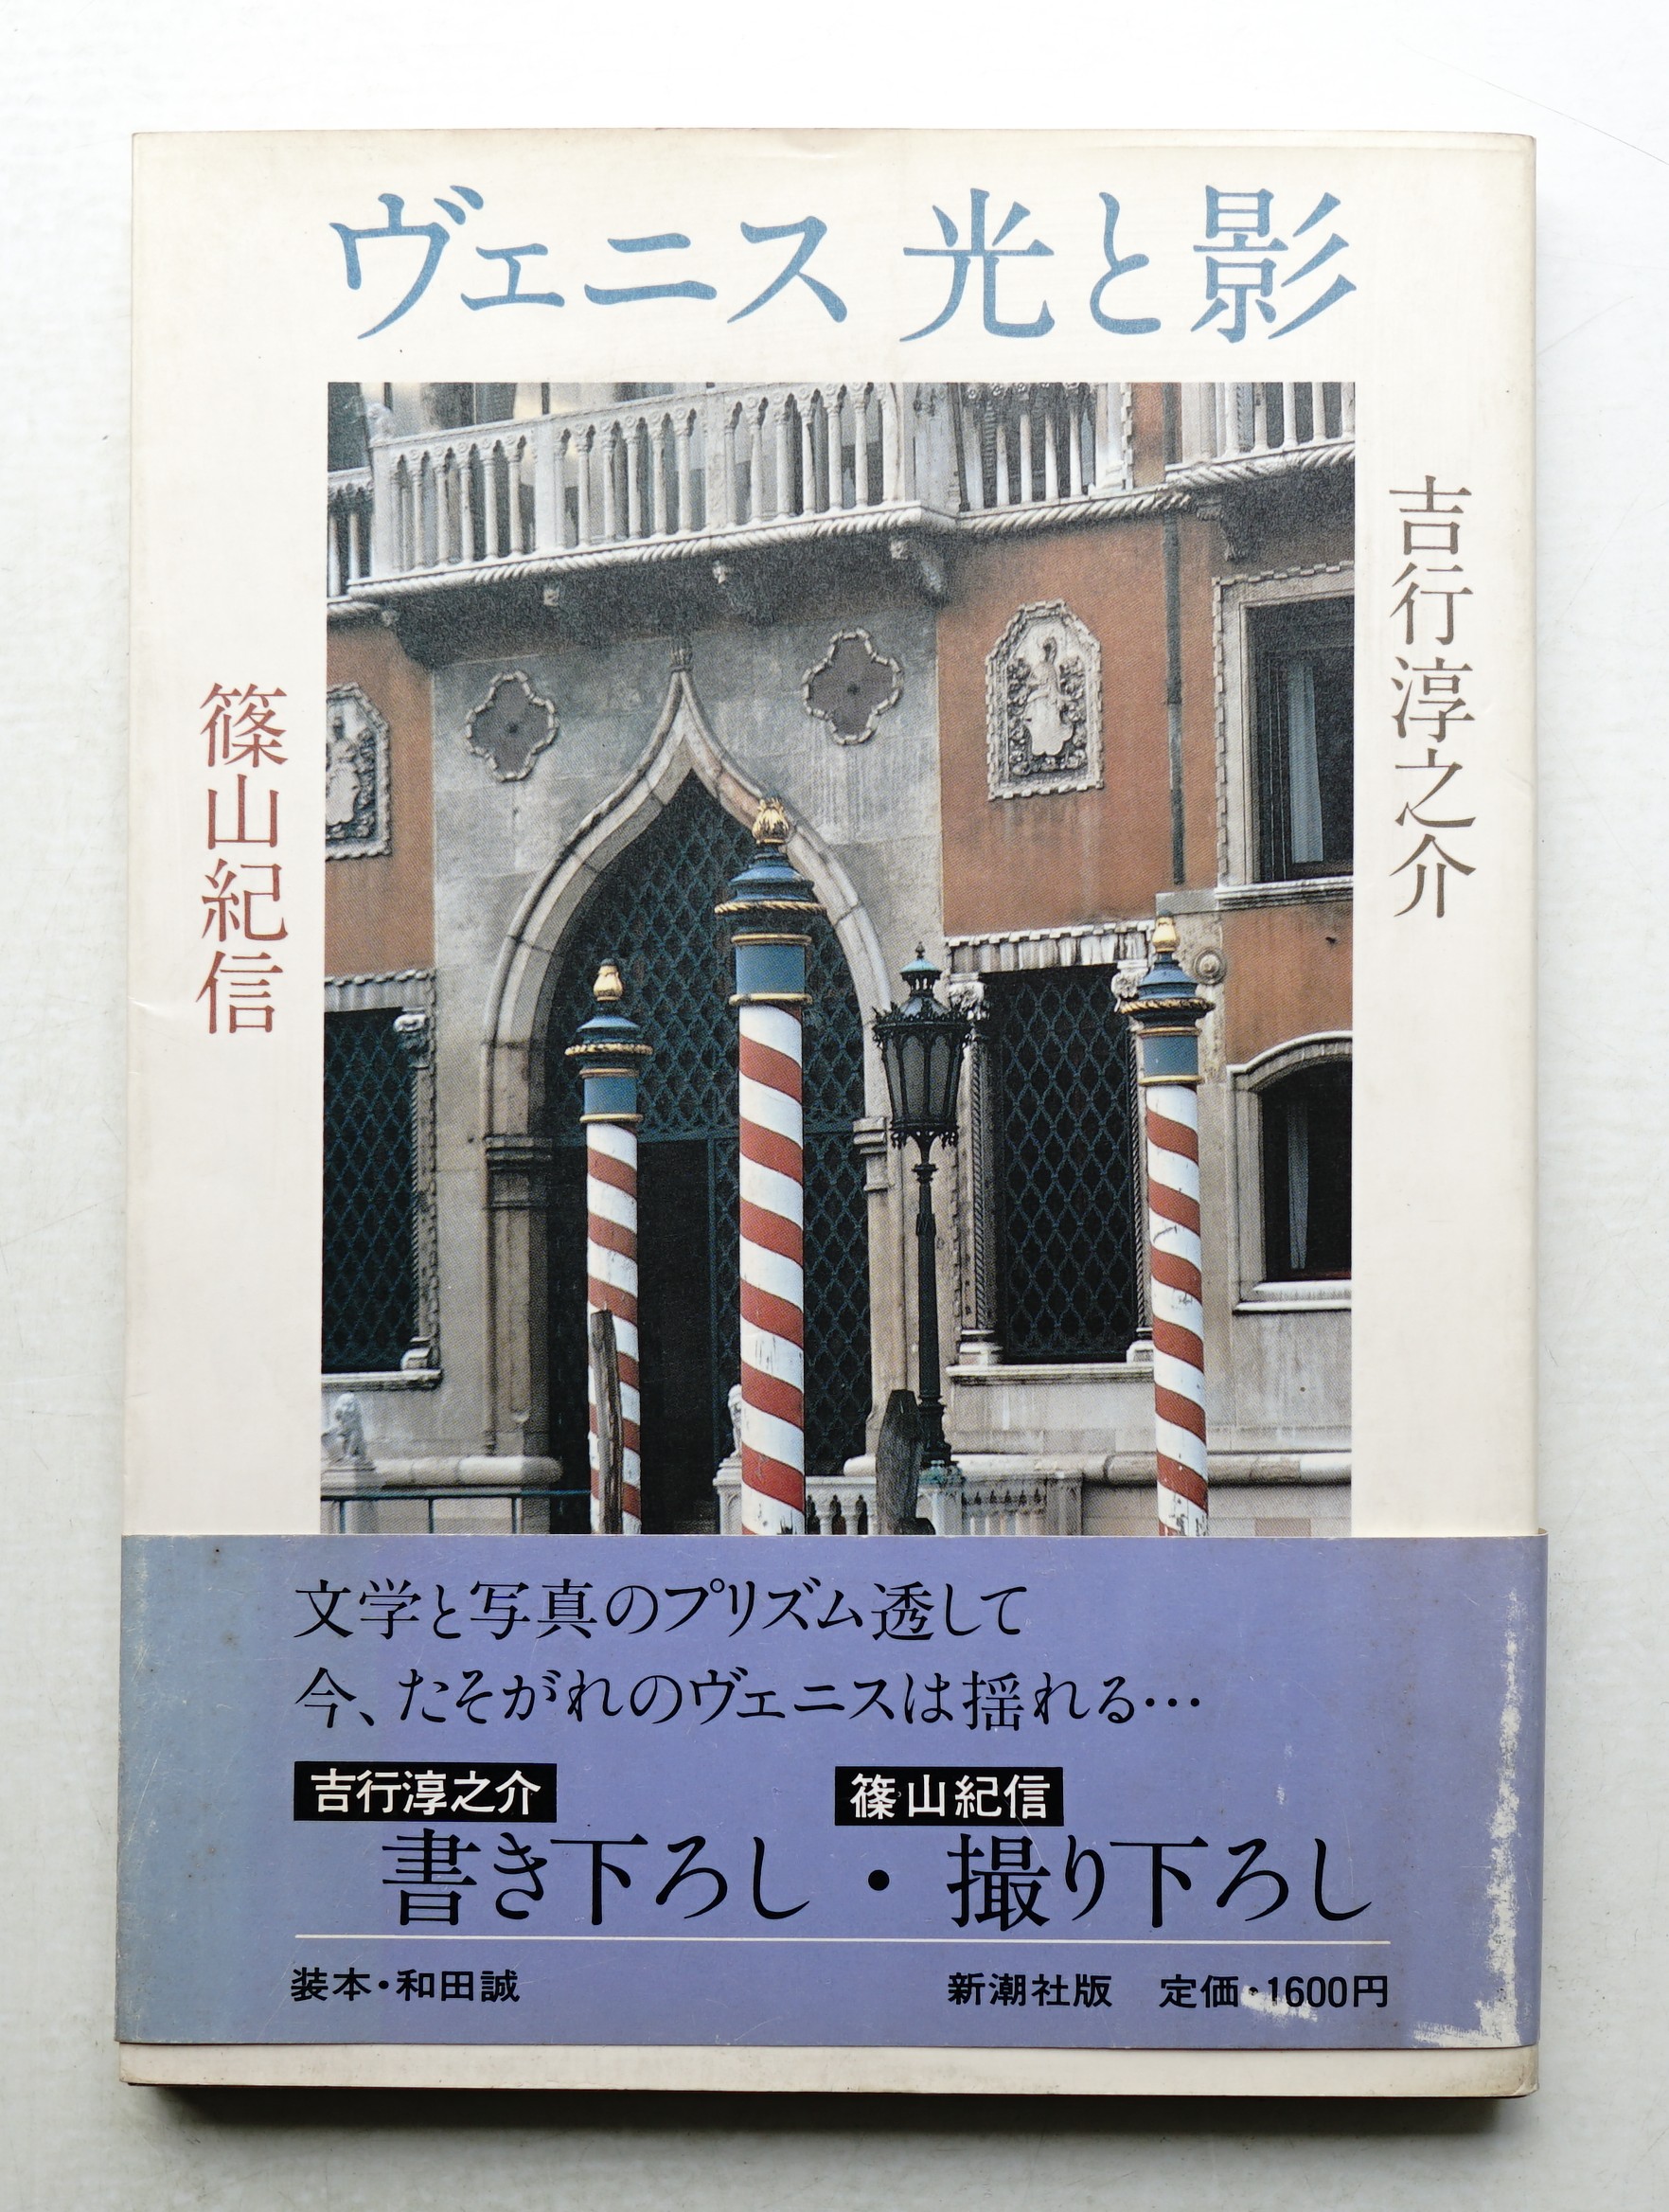 ヴェニス 光と影
吉行淳之介
篠山紀信
文学と写真のプリズム透して
今、たそがれのヴェニスは揺れる…
吉行淳之介 篠山紀信
書き下ろし・撮り下ろし
装本・和田誠 新潮社版 定価・1600円